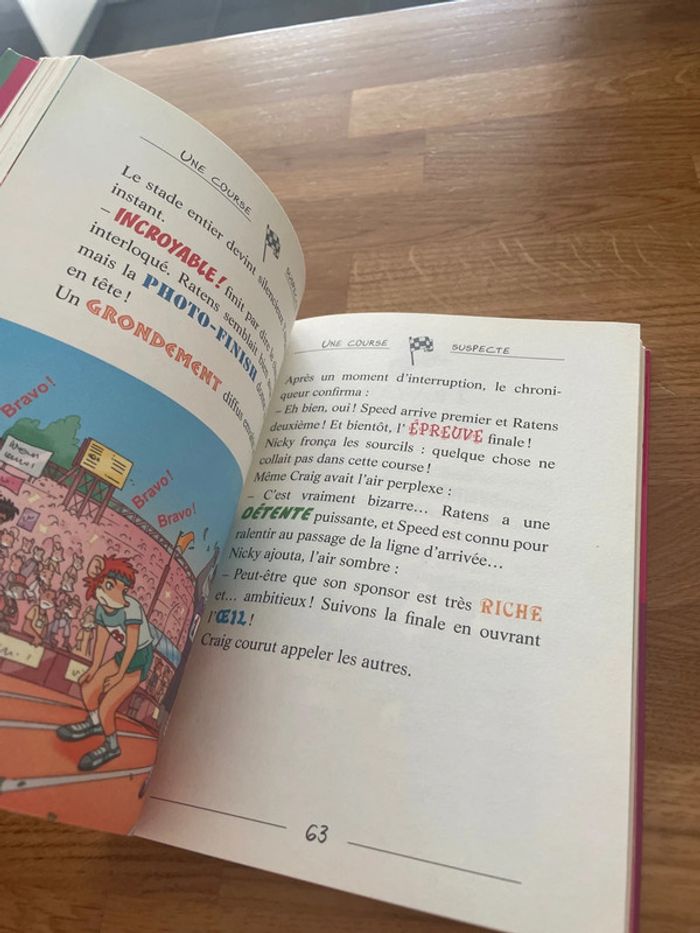 UNE COURSE
Le stade entier devint silencieux
instant.
– INCROYABLE ! finit par dire le
interloqué. Ratens semblait bien
mais la PHOTO-FINISH
en tête !
Un GRONDEMENT diffus
Bravo !
Bravo !
Bravo !
UNE COURSE SUSPECTE
Après un moment d'interruption, le chroni-
queur confirma :
– Eh bien, oui ! Speed arrive premier et Ratens
deuxième ! Et bientôt, l'ÉPREUVE finale !
Nicky fronça les sourcils : quelque chose ne
collait pas dans cette course !
Même Craig avait l'air perplexe :
– C'est vraiment bizarre... Ratens a une
DÉTENTE puissante, et Speed est connu pour
ralentir au passage de la ligne d'arrivée...
Nicky ajouta, l'air sombre :
– Peut-être que son sponsor est très RICHE
et... ambitieux ! Suivons la finale en ouvrant
l'ŒIL !
Craig courut appeler les autres.
63